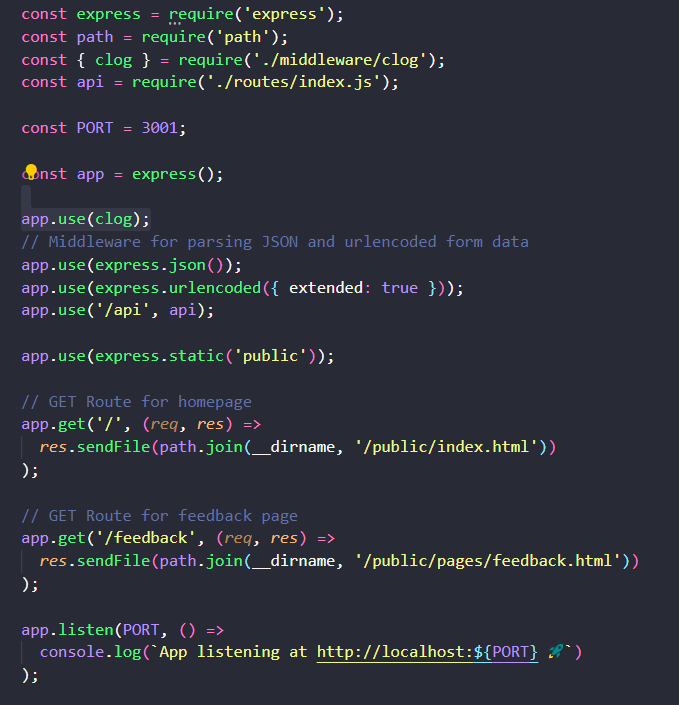 const express = require('express');
const path = require('path');
const { clog } = require('./middleware/clog');
const api = require('./routes/index.js');
const PORT = 3001;
const app = express();
app.use(clog);
// Middleware for parsing JSON and urlencoded form data
app.use(express.json());
app.use(express.urlencoded({ extended: true }));
app.use('/api', api);
app.use(express.static('public'));
// GET Route for homepage
app.get('/', (req, res) =>
res.sendFile(path.join(__dirname, '/public/index.html'))
);
// GET Route for feedback page
app.get('/feedback', (req, res) =>
res.sendFile(path.join(__dirname, '/public/pages/feedback.html'))
);
app.listen(PORT, () =>
console.log(`App listening at http://localhost:${PORT} 🚀`)
);